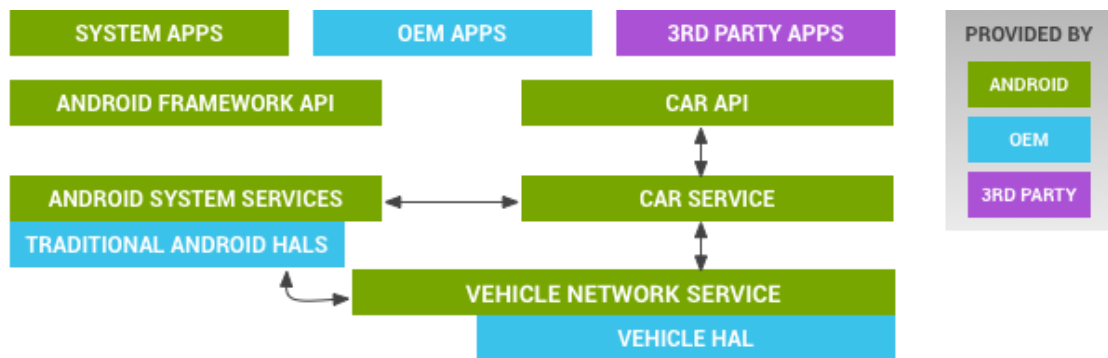 SYSTEM APPS
OEM APPS
3RD PARTY APPS
PROVIDED BY
ANDROID
OEM
3RD PARTY
ANDROID FRAMEWORK API
CAR API
ANDROID SYSTEM SERVICES
CAR SERVICE
TRADITIONAL ANDROID HALS
VEHICLE NETWORK SERVICE
VEHICLE HAL